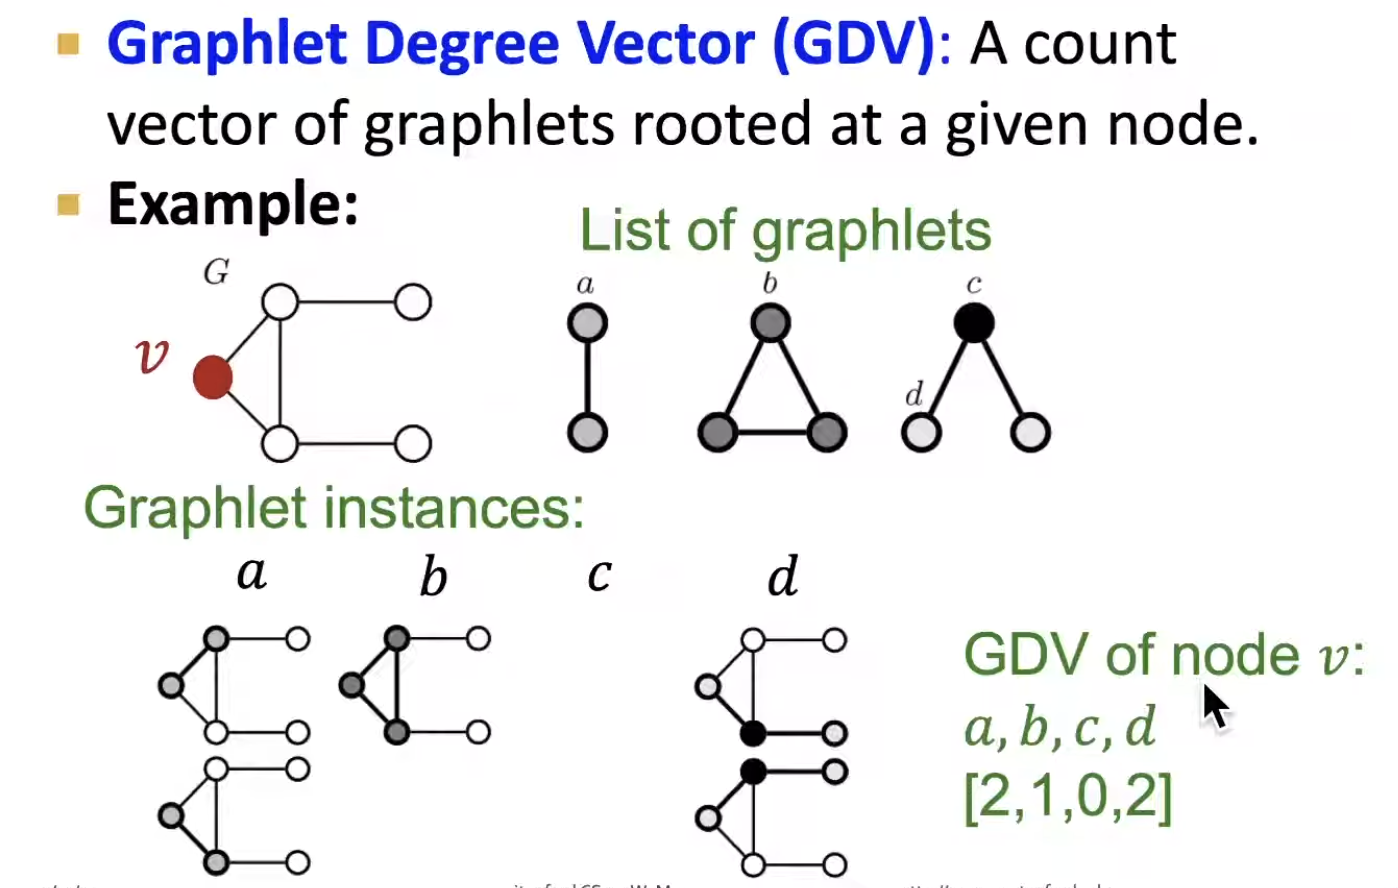 Graphlet Degree Vector (GDV): A count
vector of graphlets rooted at a given node.
Example:
List of graphlets
G
a
b
c
v
d
Graphlet instances:
a
b
c
d
GDV of node v:
a, b, c, d
[2,1,0,2]